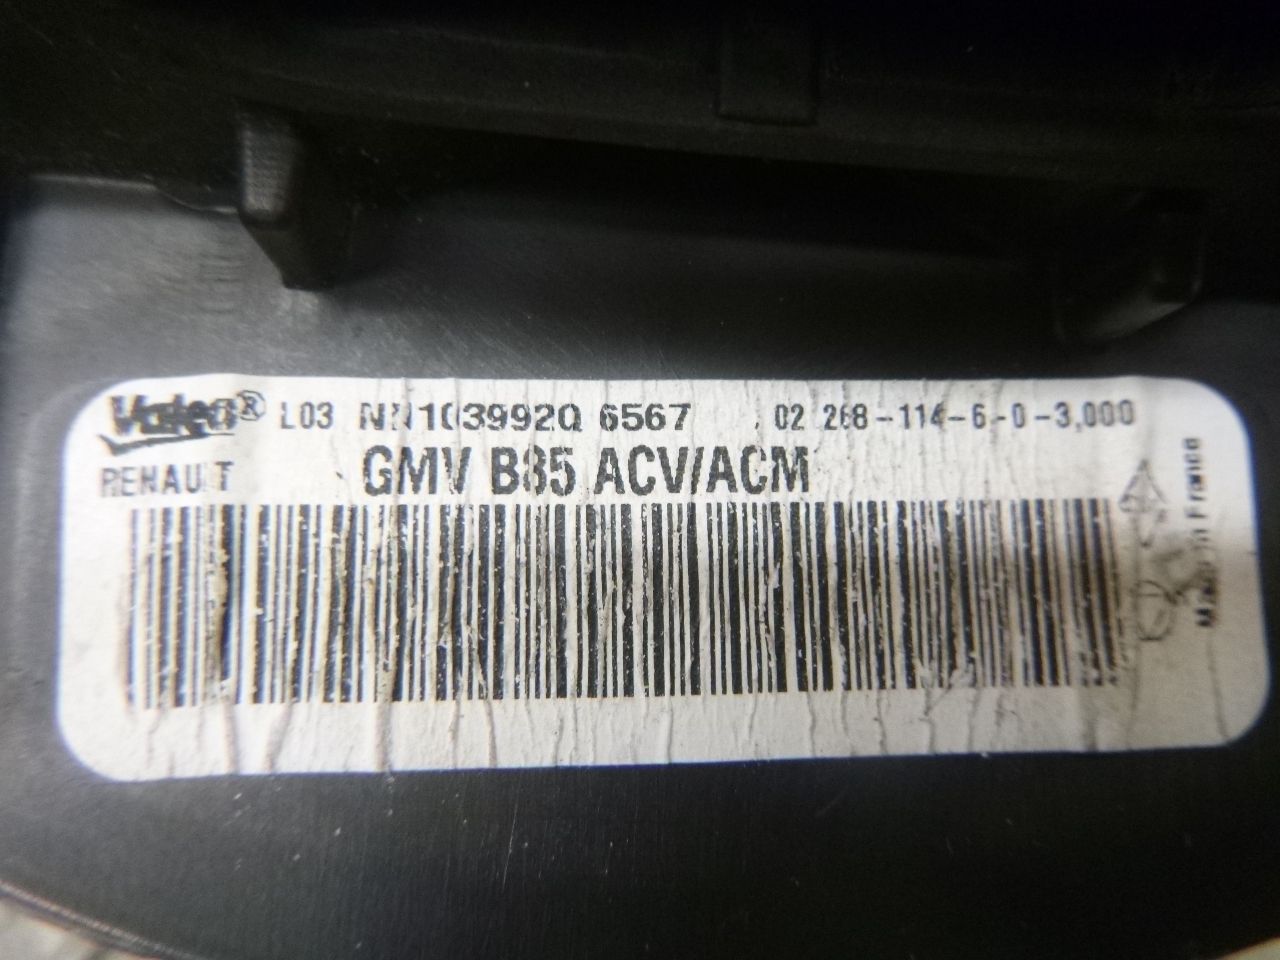 Valeo® L03 NN103992Q 6567 02 268-114-6-0-3,000
RENAULT GMV B85 ACV/ACM
Made in France